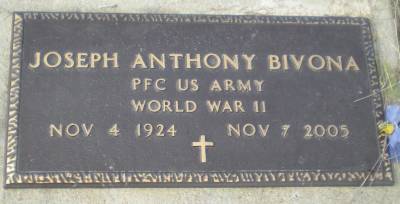 JOSEPH ANTHONY BIVONA
PFC US ARMY
WORLD WAR II
NOV 4 1924 NOV 7 2005